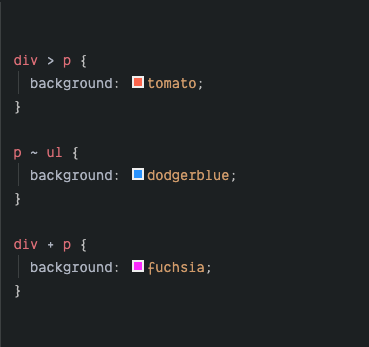 div > p {
background: tomato;
}
p ~ ul {
background: dodgerblue;
}
div + p {
background: fuchsia;
}